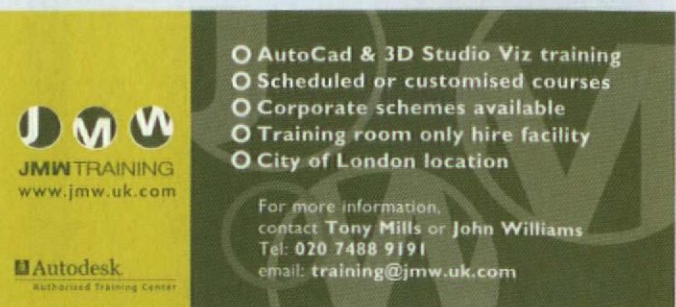 J M W
JMWTRAINING
www.jmw.uk.com
Autodesk
Authorised Training Center
AutoCad & 3D Studio Viz training
Scheduled or customised courses
Corporate schemes available
Training room only hire facility
City of London location
For more information,
contact Tony Mills or John Williams
Tel: 020 7488 9191
email: training@jmw.uk.com